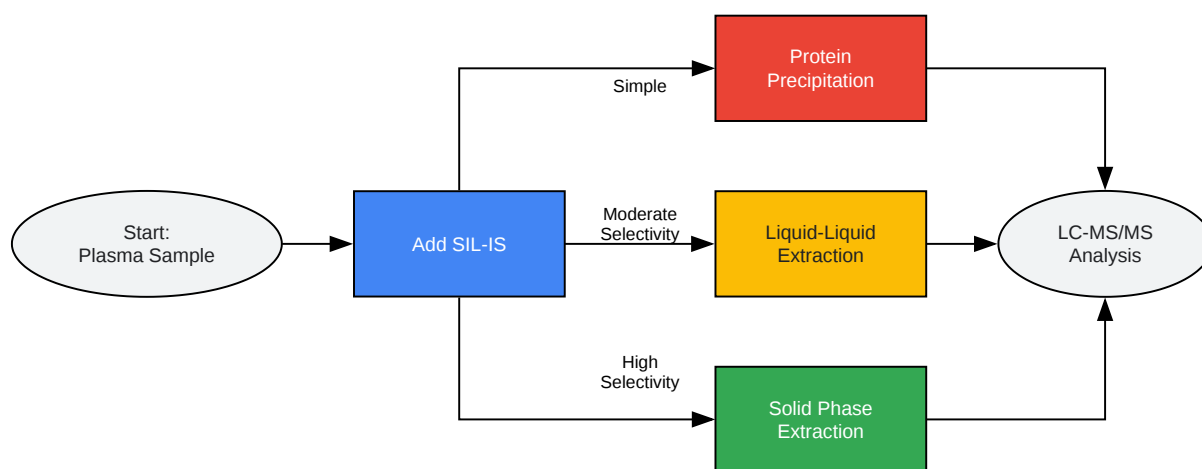 Start:
Plasma Sample
Add SIL-IS
Simple
Protein
Precipitation
Moderate
Selectivity
Liquid-Liquid
Extraction
High
Selectivity
Solid Phase
Extraction
LC-MS/MS
Analysis